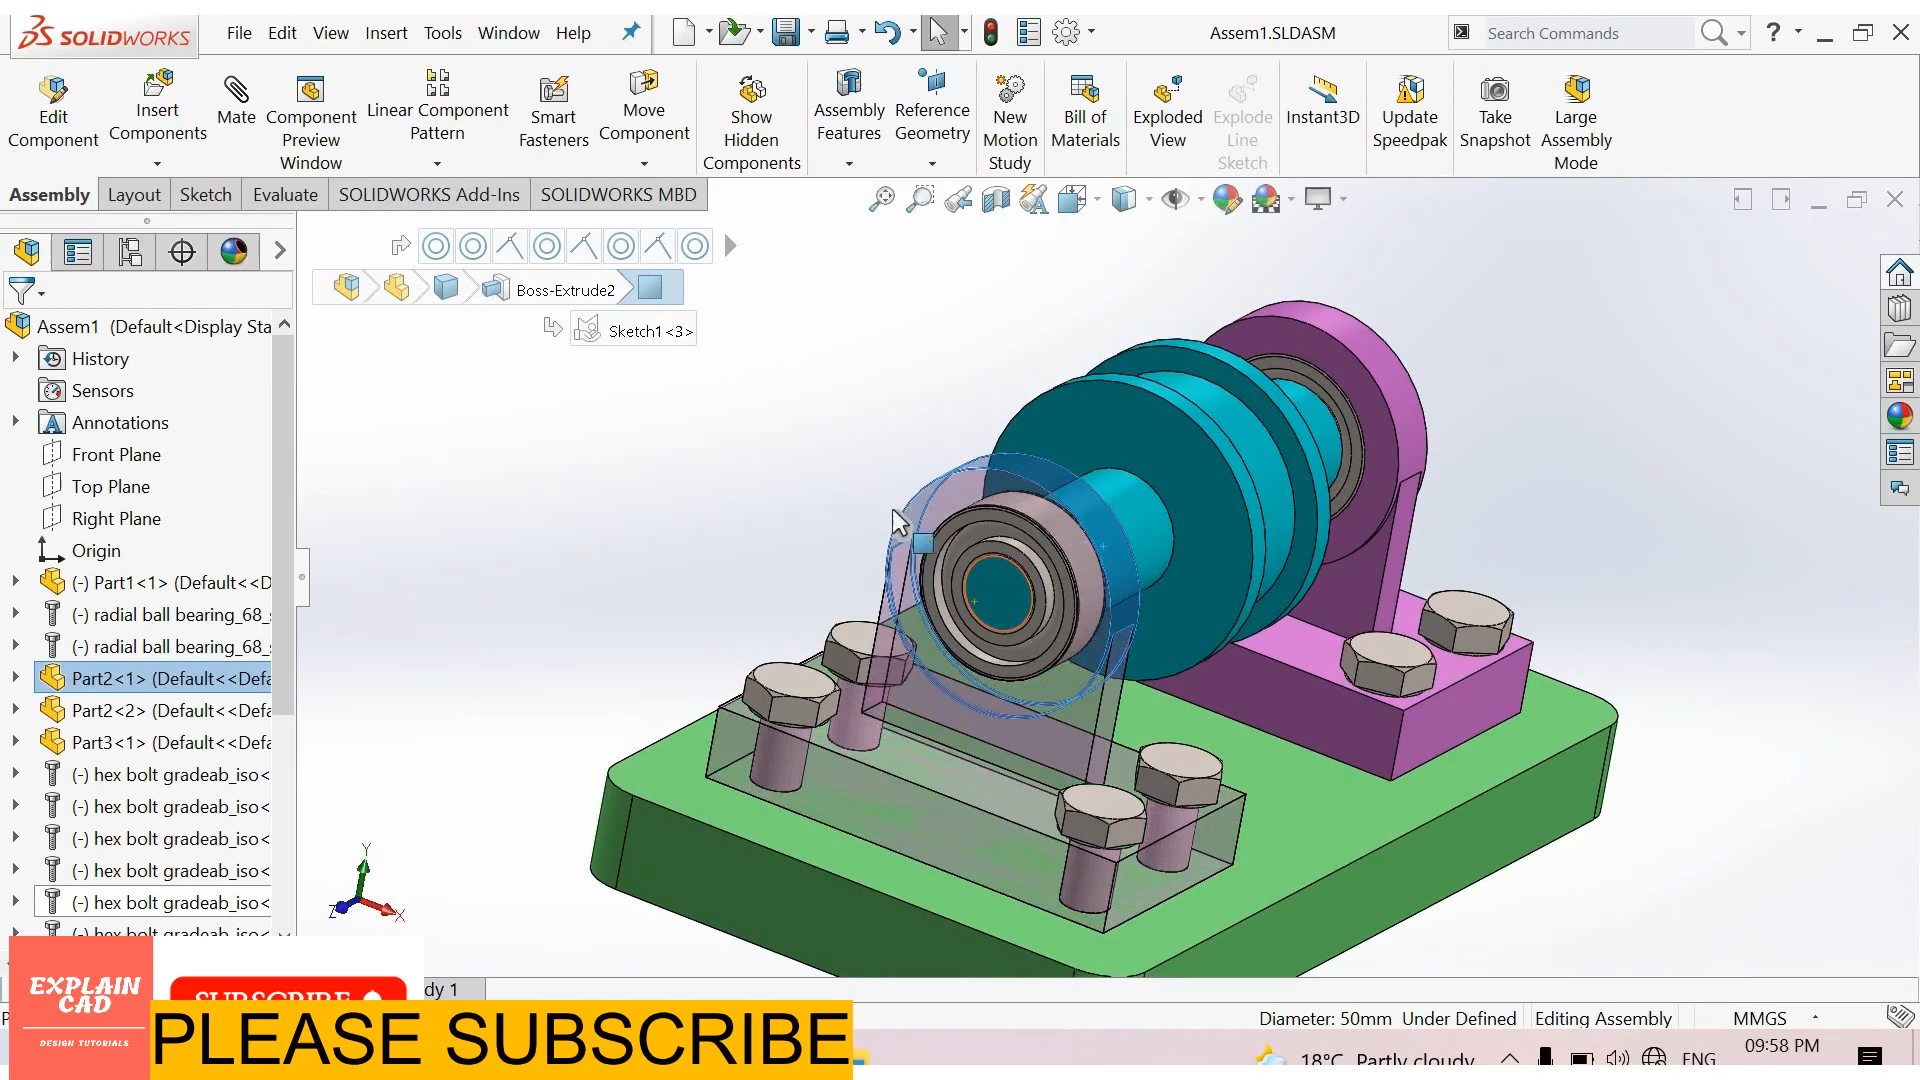 SOLIDWORKS
File Edit View Insert Tools Window Help
Assem1.SLDASM
Search Commands
?
Edit Component
Insert Components
Mate
Component Preview Window
Linear Component Pattern
Smart Fasteners
Move Component
Show Hidden Components
Assembly Features
Reference Geometry
New Motion Study
Bill of Materials
Exploded View
Explode Line Sketch
Instant3D
Update Speedpak
Take Snapshot
Large Assembly Mode
Assembly Layout Sketch Evaluate SOLIDWORKS Add-Ins SOLIDWORKS MBD
Boss-Extrude2
Sketch1<3>
Assem1 (Default<Display Sta
History
Sensors
Annotations
Front Plane
Top Plane
Right Plane
Origin
(-) Part1<1> (Default<<D
(-) radial ball bearing_68_
(-) radial ball bearing_68_
Part2<1> (Default<<Defa
Part2<2> (Default<<Defa
Part3<1> (Default<<Defa
(-) hex bolt gradeab_iso<
(-) hex bolt gradeab_iso<
(-) hex bolt gradeab_iso<
(-) hex bolt gradeab_iso<
(-) hex bolt gradeab_iso<
(-) hex bolt gradeab_iso<
Y
Z
X
EXPLAIN
CAD
DESIGN TUTORIALS
SUBSCRIBE
dy 1
PLEASE SUBSCRIBE
Diameter: 50mm Under Defined Editing Assembly MMGS
18°C Partly cloudy
ENG
09:58 PM